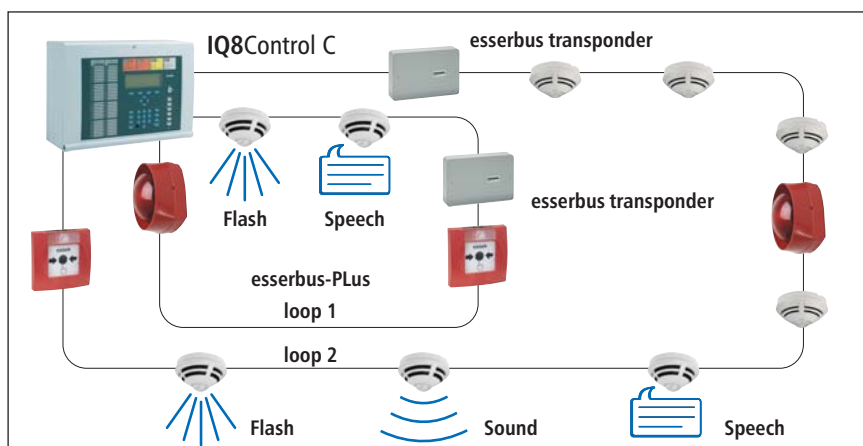 IQ8Control C
esserbus transponder
Flash
Speech
esserbus transponder
esserbus-PLus
loop 1
loop 2
Flash
Sound
Speech